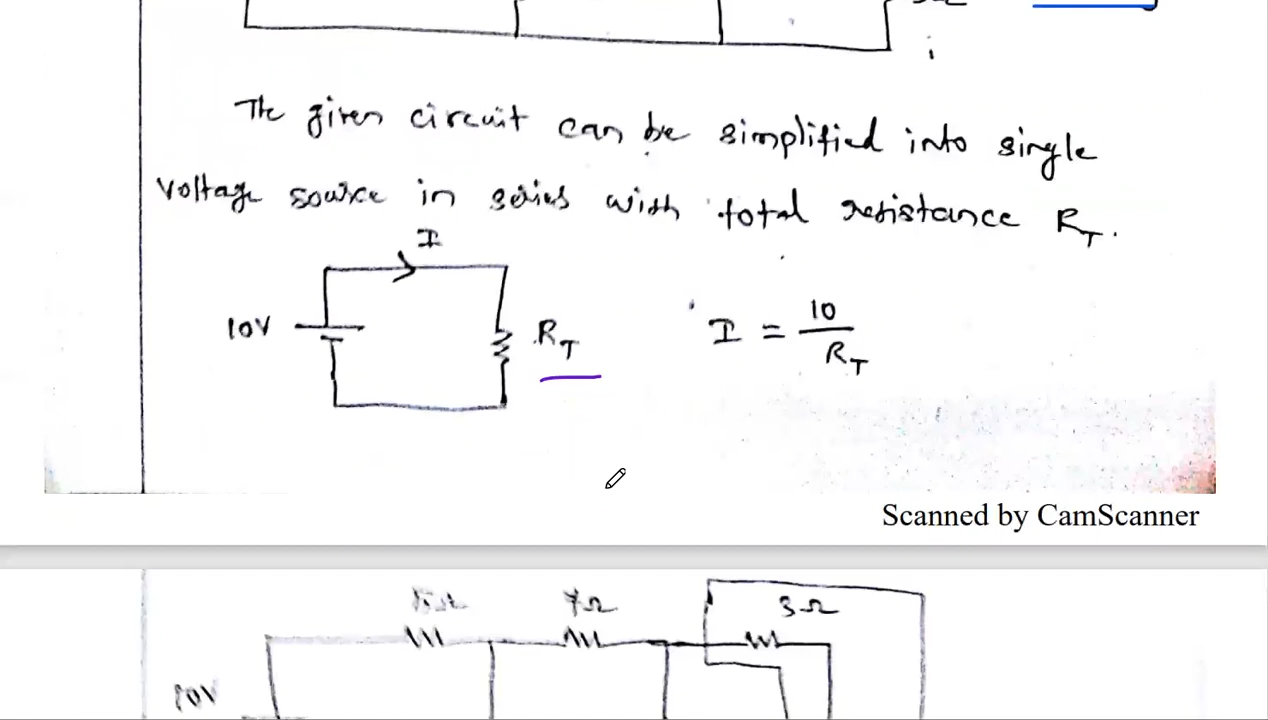 i
The given circuit can be simplified into single
voltage source in series with total resistance R_T.
I
10V
R_T
I = 10 / R_T
Scanned by CamScanner
7Ω
3Ω
10V